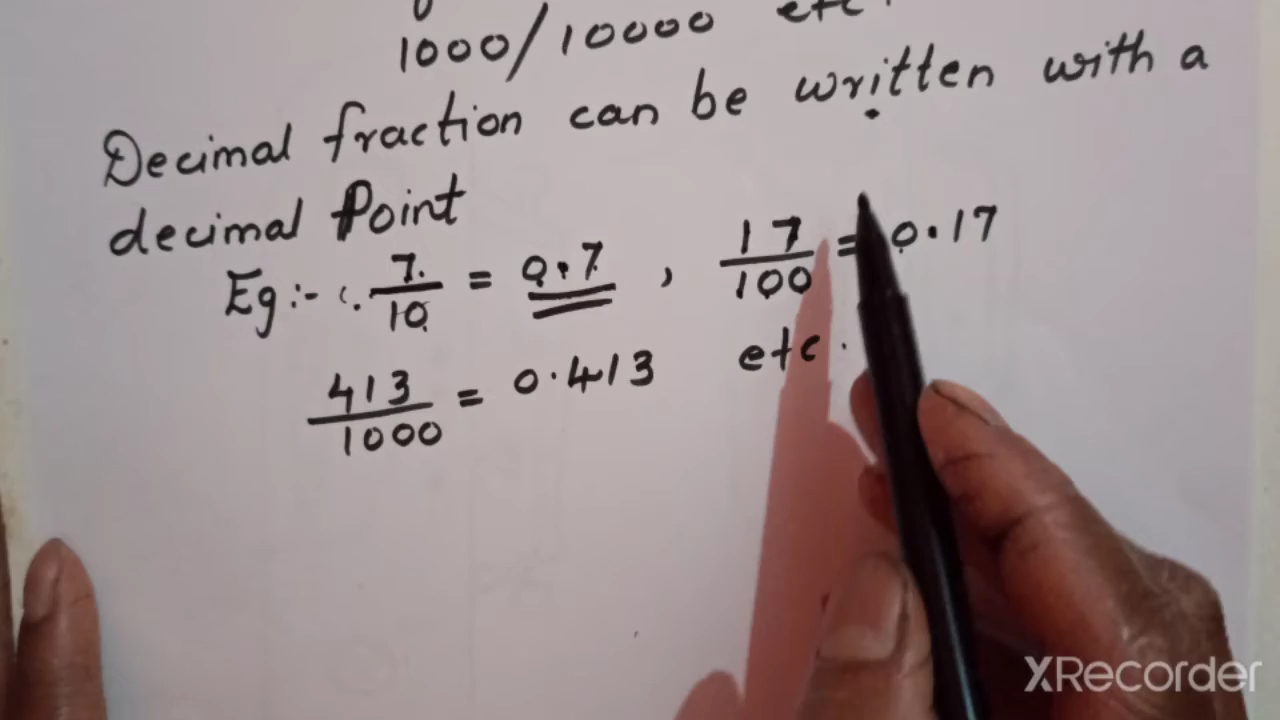 1000/10000 etc.
Decimal fraction can be written with a
decimal Point
Eg:- 7/10 = 0.7 , 17/100 = 0.17
413/1000 = 0.413 etc.
XRecorder